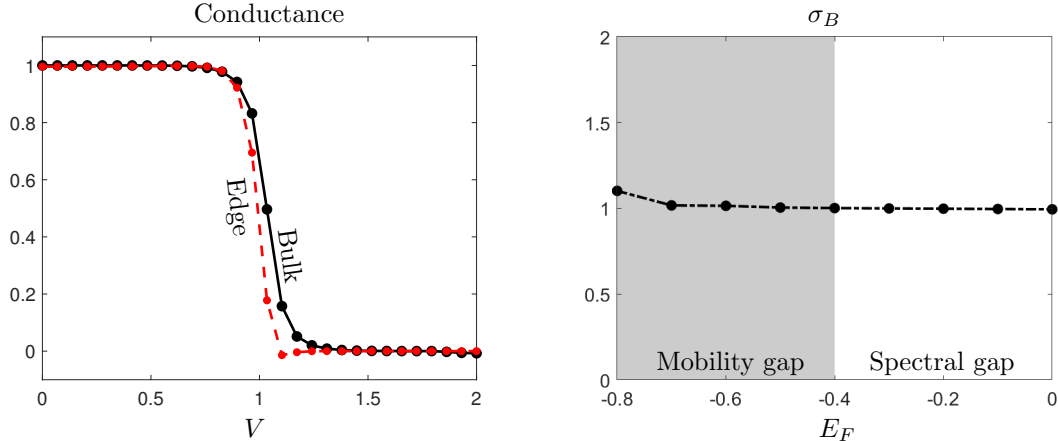 Conductance
1
0.8
0.6
0.4
0.2
0
Edge
Bulk
0
0.5
1
1.5
2
V
σ_B
2
1.5
1
0.5
0
Mobility gap
Spectral gap
-0.8
-0.6
-0.4
-0.2
0
E_F